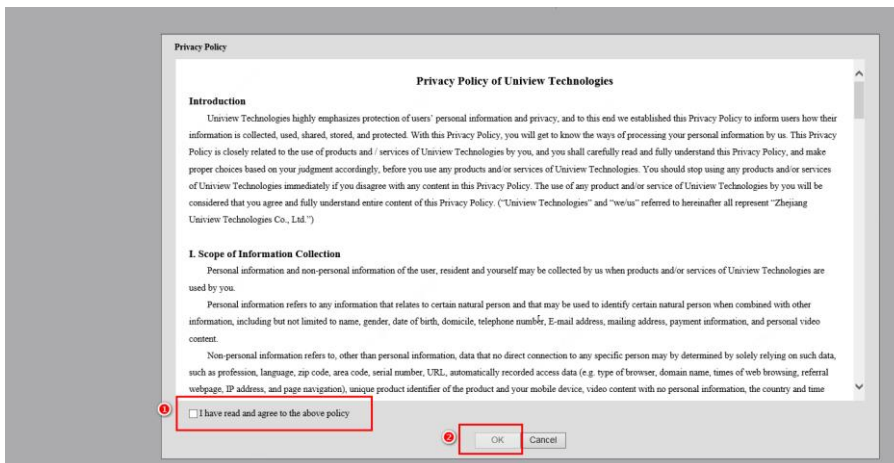 Privacy Policy
Privacy Policy of Uniview Technologies
Introduction
Uniview Technologies highly emphasizes protection of users' personal information and privacy, and to this end we established this Privacy Policy to inform users how their
information is collected, used, shared, stored, and protected. With this Privacy Policy, you will get to know the ways of processing your personal information by us. This Privacy
Policy is closely related to the use of products and / services of Uniview Technologies by you, and you shall carefully read and fully understand this Privacy Policy, and make
proper choices based on your judgment accordingly, before you use any products and/or services of Uniview Technologies. You should stop using any products and/or services
of Uniview Technologies immediately if you disagree with any content in this Privacy Policy. The use of any product and/or service of Uniview Technologies by you will be
considered that you agree and fully understand entire content of this Privacy Policy. ("Uniview Technologies" and "we/us" referred to hereinafter all represent "Zhejiang
Uniview Technologies Co., Ltd.")
I. Scope of Information Collection
Personal information and non-personal information of the user, resident and yourself may be collected by us when products and/or services of Uniview Technologies are
used by you.
Personal information refers to any information that relates to certain natural person and that may be used to identify certain natural person when combined with other
information, including but not limited to name, gender, date of birth, domicile, telephone number, E-mail address, mailing address, payment information, and personal video
content.
Non-personal information refers to, other than personal information, data that no direct connection to any specific person may by determined by solely relying on such data,
such as profession, language, zip code, area code, serial number, URL, automatically recorded access data (e.g. type of browser, domain name, times of web browsing, referral
webpage, IP address, and page navigation), unique product identifier of the product and your mobile device, video content with no personal information, the country and time
1 I have read and agree to the above policy
2 OK Cancel